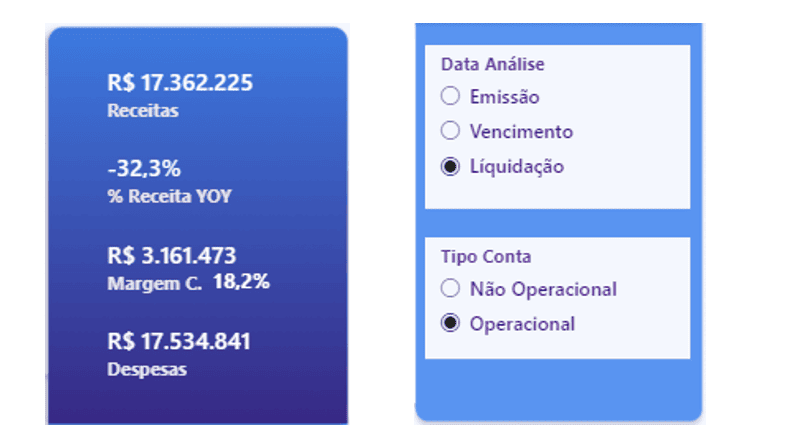 R$ 17.362.225
Receitas
-32,3%
% Receita YOY
R$ 3.161.473
Margem C. 18,2%
R$ 17.534.841
Despesas
Data Análise
Emissão
Vencimento
Líquidação
Tipo Conta
Não Operacional
Operacional